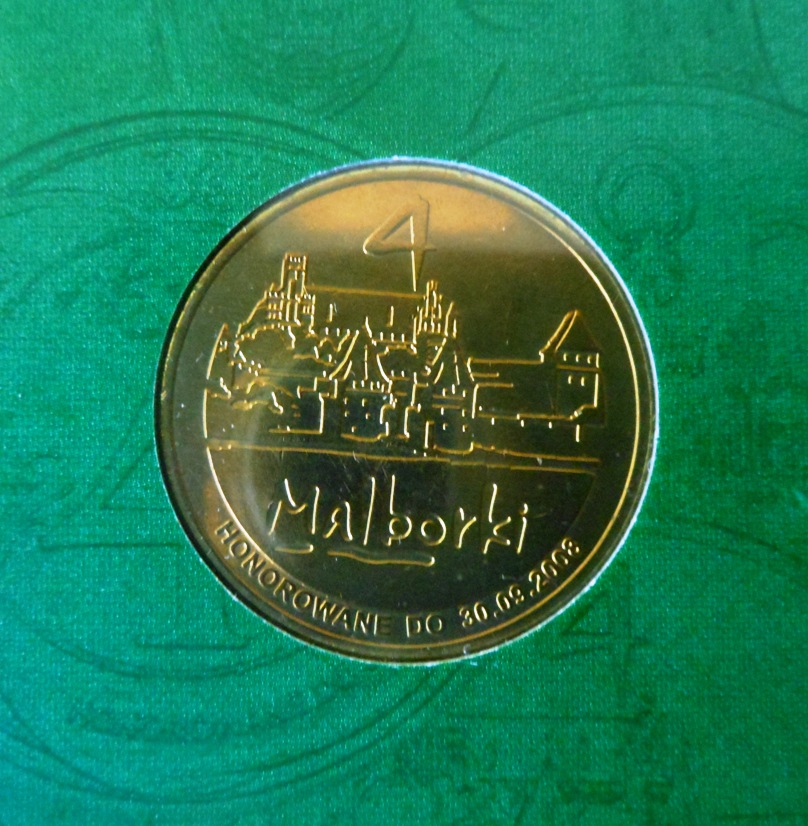 4
Malborki
HONOROWANE DO 30.09.2008